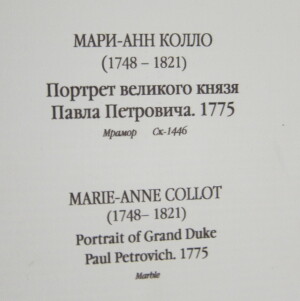 МАРИ-АНН КОЛЛО
(1748 – 1821)
Портрет великого князя
Павла Петровича. 1775
Мрамор Ск-1446
MARIE-ANNE COLLOT
(1748– 1821)
Portrait of Grand Duke
Paul Petrovich. 1775
Marble